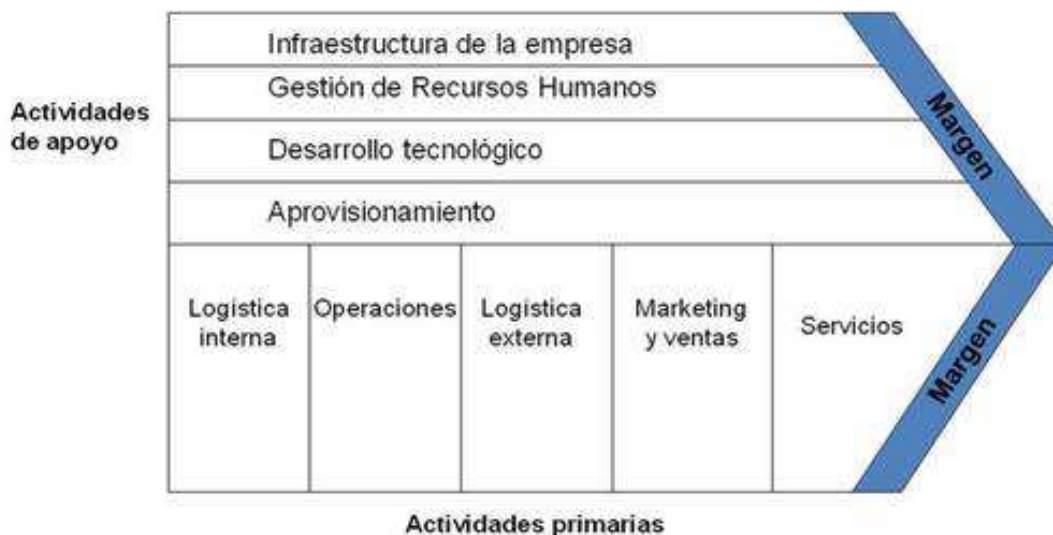 Infraestructura de la empresa
Gestión de Recursos Humanos
Actividades
de apoyo
Desarrollo tecnológico
Aprovisionamiento
Margen
Logística
interna
Operaciones
Logística
externa
Marketing
y ventas
Servicios
Margen
Actividades primarias